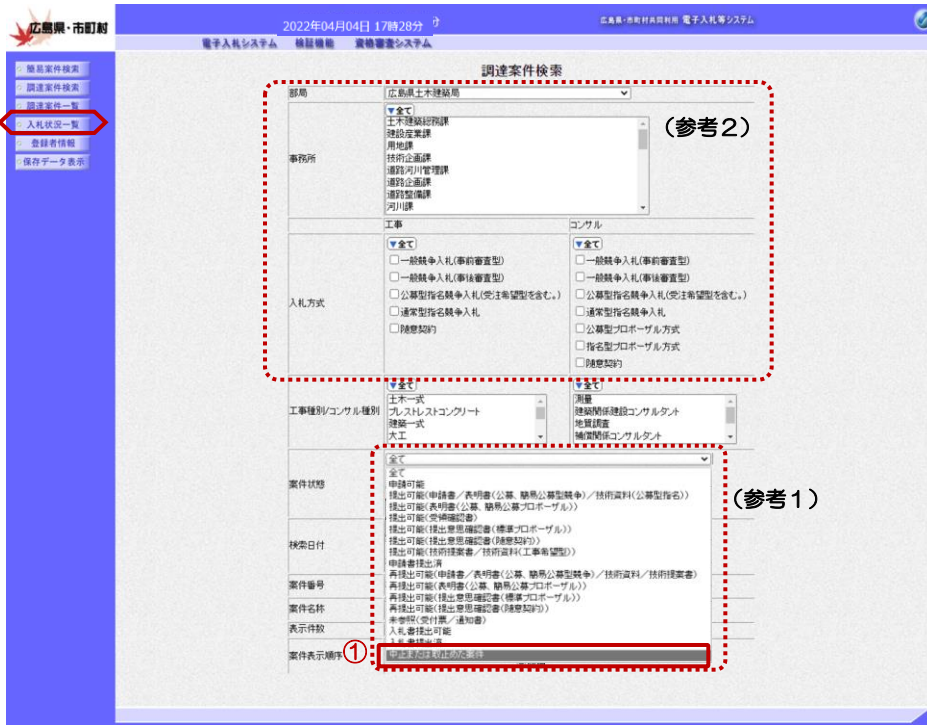 広島県・市町村
2022年04月04日 17時28分
広島県・市町村共同利用 電子入札等システム
電子入札システム 検証機能 資格審査システム
簡易案件検索
調達案件検索
調達案件一覧
入札状況一覧
登録者情報
保存データ表示
調達案件検索
部局
広島県土木建築局
事務所
▼全て
土木建築総務課
建設産業課
用地課
技術企画課
道路河川管理課
道路企画課
道路整備課
河川課
(参考2)
工事 コンサル
入札方式
▼全て
一般競争入札(事前審査型)
一般競争入札(事後審査型)
公募型指名競争入札(受注希望型を含む。)
通常型指名競争入札
随意契約
▼全て
一般競争入札(事前審査型)
一般競争入札(事後審査型)
公募型指名競争入札(受注希望型を含む。)
通常型指名競争入札
公募型プロポーザル方式
指名型プロポーザル方式
随意契約
工事種別/コンサル種別
▼全て
土木一式
プレストレストコンクリート
建築一式
大工
▼全て
測量
建築関係建設コンサルタント
地質調査
補償関係コンサルタント
案件状態
全て
全て
申請可能
提出可能(申請書/表明書(公募、簡易公募型競争)/技術資料(公募型指名))
提出可能(表明書(公募、簡易公募プロポーザル))
提出可能(受領確認書)
提出可能(提出意思確認書(標準プロポーザル))
提出可能(提出意思確認書(随意契約))
提出可能(技術提案書/技術資料(工事希望型))
申請書提出済
再提出可能(申請書/表明書(公募、簡易公募型競争)/技術資料/技術提案書)
再提出可能(表明書(公募、簡易公募プロポーザル))
再提出可能(提出意思確認書(標準プロポーザル))
再提出可能(提出意思確認書(随意契約))
未参照(受付票/通知書)
入札書提出可能
入札書提出済
中止または取止めた案件
(参考1)
検索日付
案件番号
案件名称
表示件数
案件表示順序
①